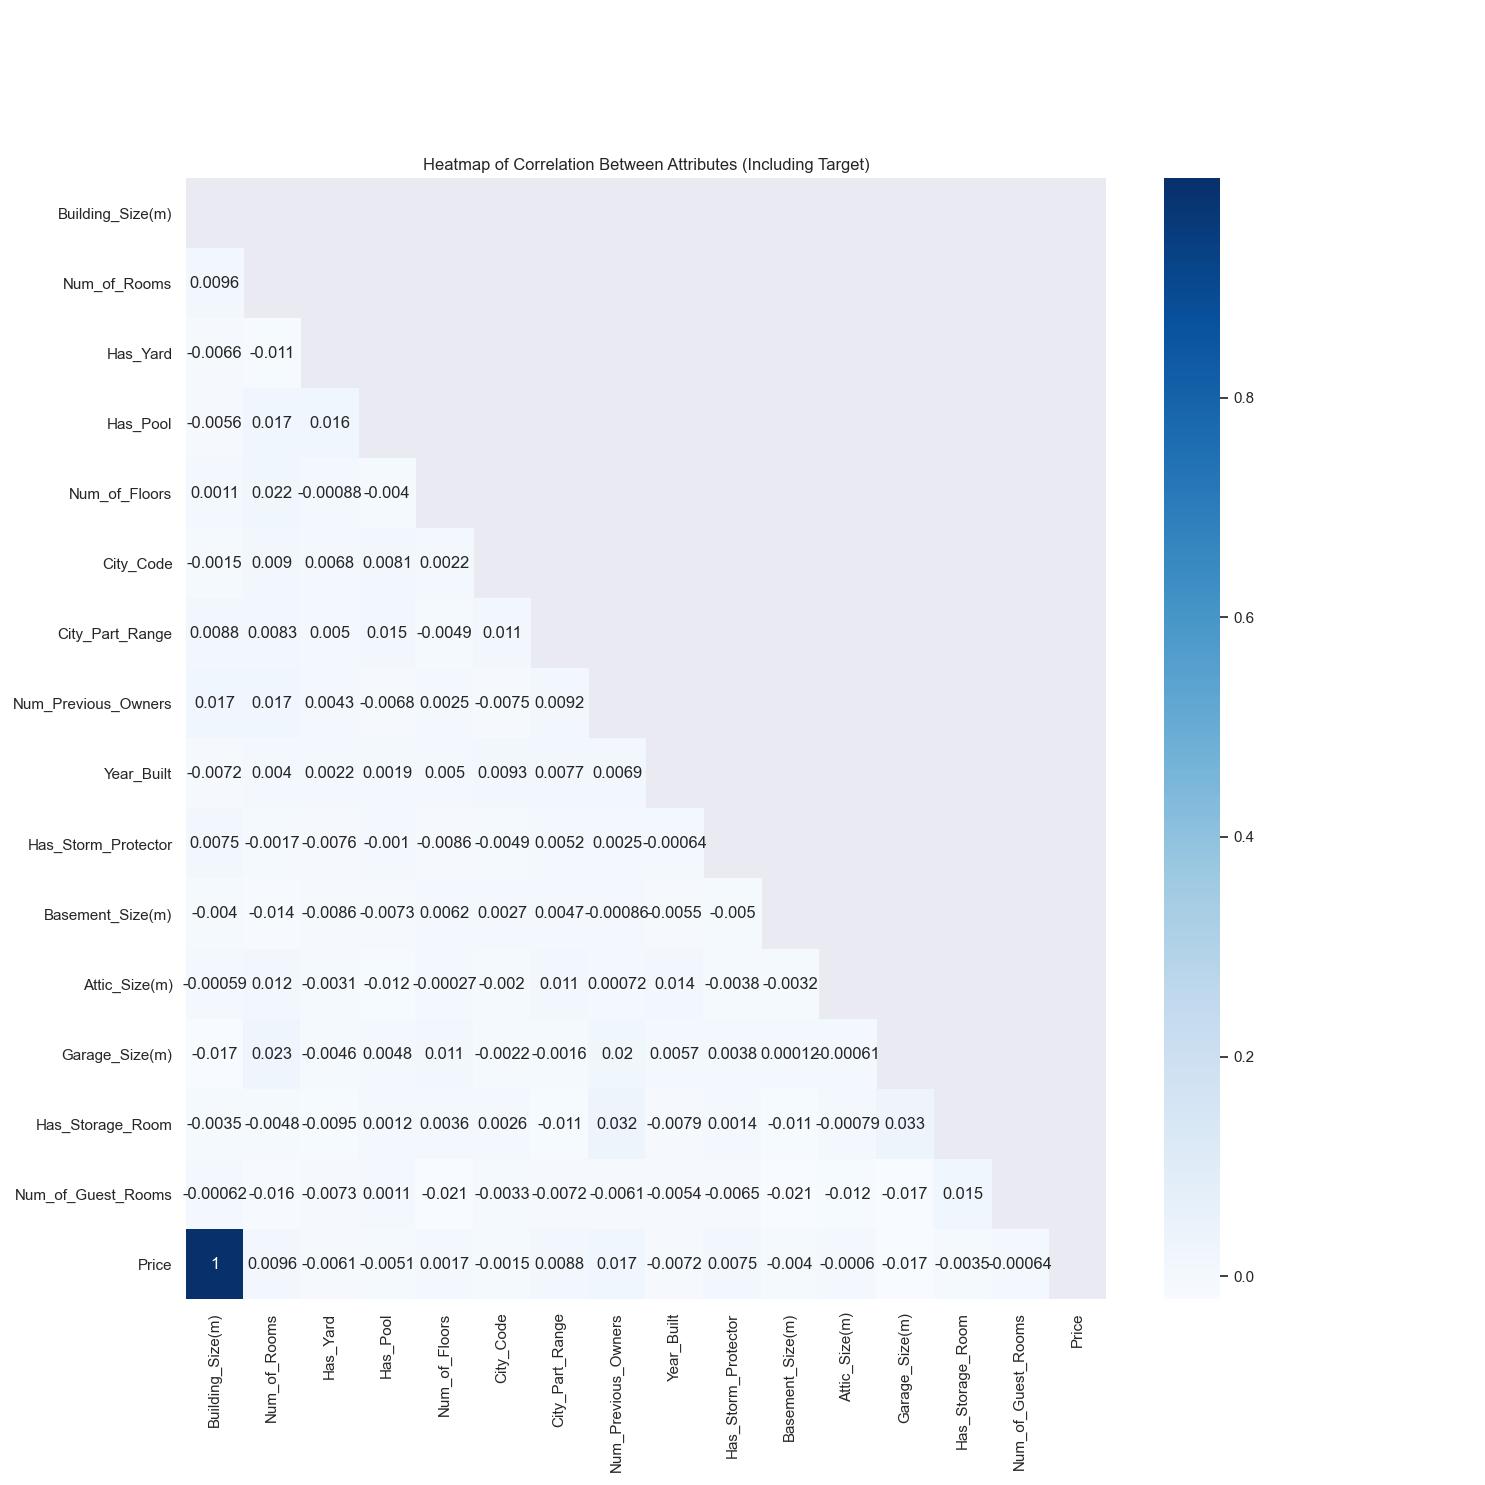 Heatmap of Correlation Between Attributes (Including Target)
Building_Size(m)
Num_of_Rooms 0.0096
Has_Yard -0.0066 -0.011
Has_Pool -0.0056 0.017 0.016
Num_of_Floors 0.0011 0.022 -0.00088 -0.004
City_Code -0.0015 0.009 0.0068 0.0081 0.0022
City_Part_Range 0.0088 0.0083 0.005 0.015 -0.0049 0.011
Num_Previous_Owners 0.017 0.017 0.0043 -0.0068 0.0025 -0.0075 0.0092
Year_Built -0.0072 0.004 0.0022 0.0019 0.005 0.0093 0.0077 0.0069
Has_Storm_Protector 0.0075 -0.0017 -0.0076 -0.001 -0.0086 -0.0049 0.0052 0.0025 -0.00064
Basement_Size(m) -0.004 -0.014 -0.0086 -0.0073 0.0062 0.0027 0.0047 -0.00086 -0.0055 -0.005
Attic_Size(m) -0.00059 0.012 -0.0031 -0.012 -0.00027 -0.002 0.011 0.00072 0.014 -0.0038 -0.0032
Garage_Size(m) -0.017 0.023 -0.0046 0.0048 0.011 -0.0022 -0.0016 0.02 0.0057 0.0038 0.00012 -0.00061
Has_Storage_Room -0.0035 -0.0048 -0.0095 0.0012 0.0036 0.0026 -0.011 0.032 -0.0079 0.0014 -0.011 -0.00079 0.033
Num_of_Guest_Rooms -0.00062 -0.016 -0.0073 0.0011 -0.021 -0.0033 -0.0072 -0.0061 -0.0054 -0.0065 -0.021 -0.012 -0.017 0.015
Price 1 0.0096 -0.0061 -0.0051 0.0017 -0.0015 0.0088 0.017 -0.0072 0.0075 -0.004 -0.0006 -0.017 -0.0035 -0.00064
Building_Size(m)
Num_of_Rooms
Has_Yard
Has_Pool
Num_of_Floors
City_Code
City_Part_Range
Num_Previous_Owners
Year_Built
Has_Storm_Protector
Basement_Size(m)
Attic_Size(m)
Garage_Size(m)
Has_Storage_Room
Num_of_Guest_Rooms
Price
0.8
0.6
0.4
0.2
0.0